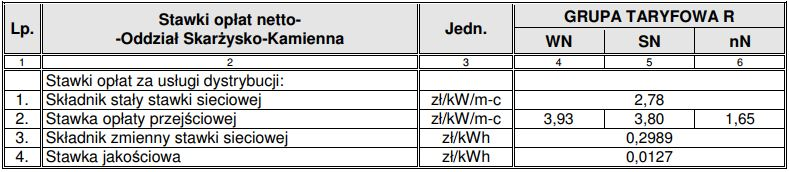 Lp. Stawki opłat netto- Jedn. GRUPA TARYFOWA R
-Oddział Skarżysko-Kamienna WN SN nN
1 2 3 4 5 6
Stawki opłat za usługi dystrybucji:
1. Składnik stały stawki sieciowej zł/kW/m-c 2,78
2. Stawka opłaty przejściowej zł/kW/m-c 3,93 3,80 1,65
3. Składnik zmienny stawki sieciowej zł/kWh 0,2989
4. Stawka jakościowa zł/kWh 0,0127